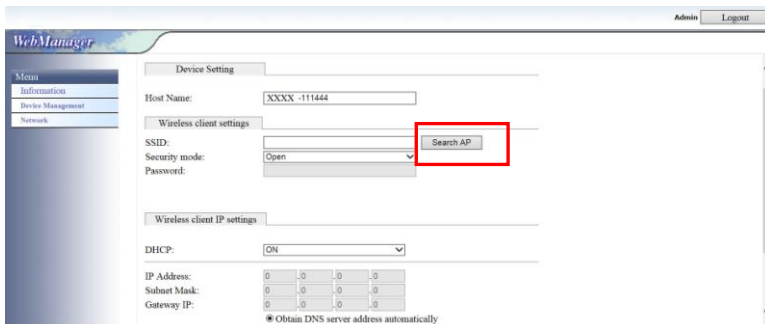 Admin Logout
WebManager
Menu
Information
Device Management
Network
Device Setting
Host Name: XXXX -111444
Wireless client settings
SSID: Search AP
Security mode: Open
Password:
Wireless client IP settings
DHCP: ON
IP Address: 0 .0 .0 .0
Subnet Mask: 0 .0 .0 .0
Gateway IP: 0 .0 .0 .0
Obtain DNS server address automatically